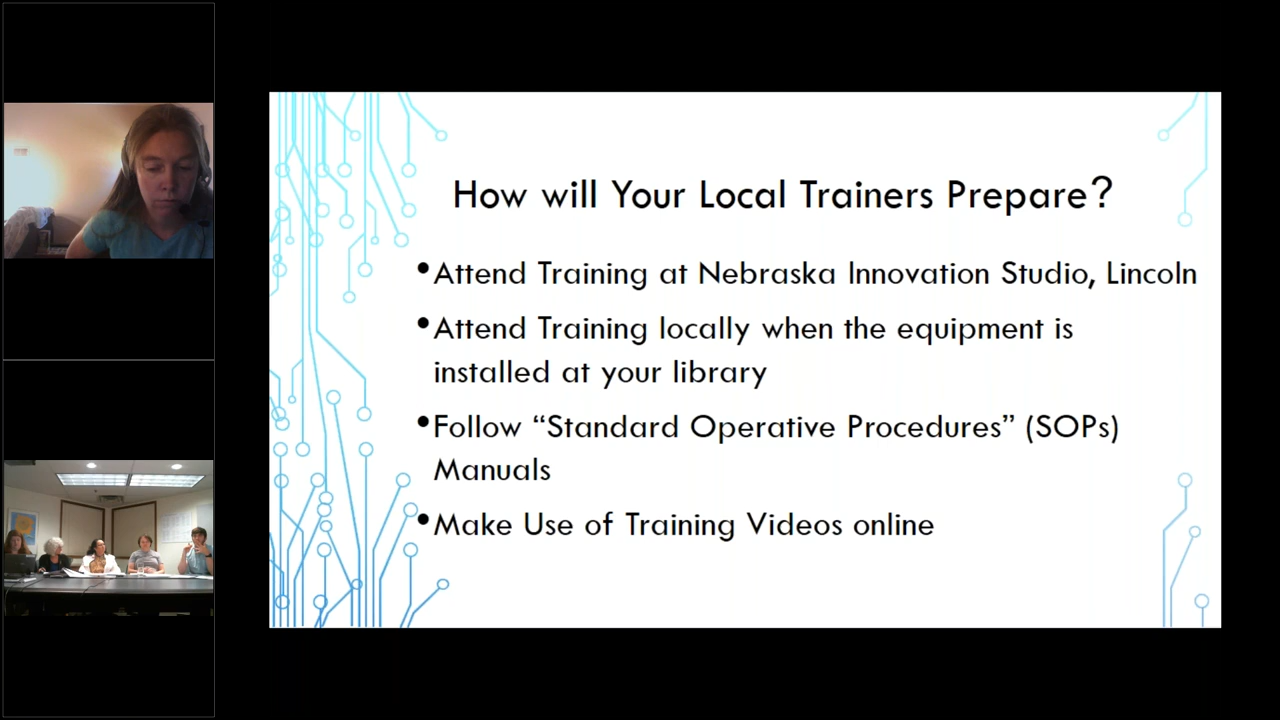 How will Your Local Trainers Prepare?
•Attend Training at Nebraska Innovation Studio, Lincoln
•Attend Training locally when the equipment is
installed at your library
•Follow “Standard Operative Procedures” (SOPs)
Manuals
•Make Use of Training Videos online